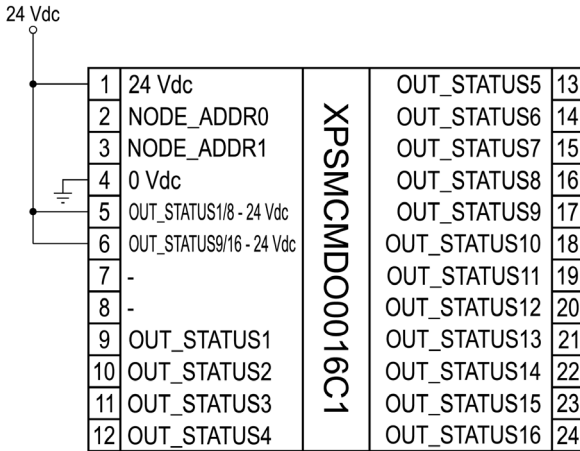 24 Vdc
1 24 Vdc
2 NODE_ADDR0
3 NODE_ADDR1
4 0 Vdc
5 OUT_STATUS1/8 - 24 Vdc
6 OUT_STATUS9/16 - 24 Vdc
7 -
8 -
9 OUT_STATUS1
10 OUT_STATUS2
11 OUT_STATUS3
12 OUT_STATUS4
XPSMCMDO0016C1
OUT_STATUS5 13
OUT_STATUS6 14
OUT_STATUS7 15
OUT_STATUS8 16
OUT_STATUS9 17
OUT_STATUS10 18
OUT_STATUS11 19
OUT_STATUS12 20
OUT_STATUS13 21
OUT_STATUS14 22
OUT_STATUS15 23
OUT_STATUS16 24